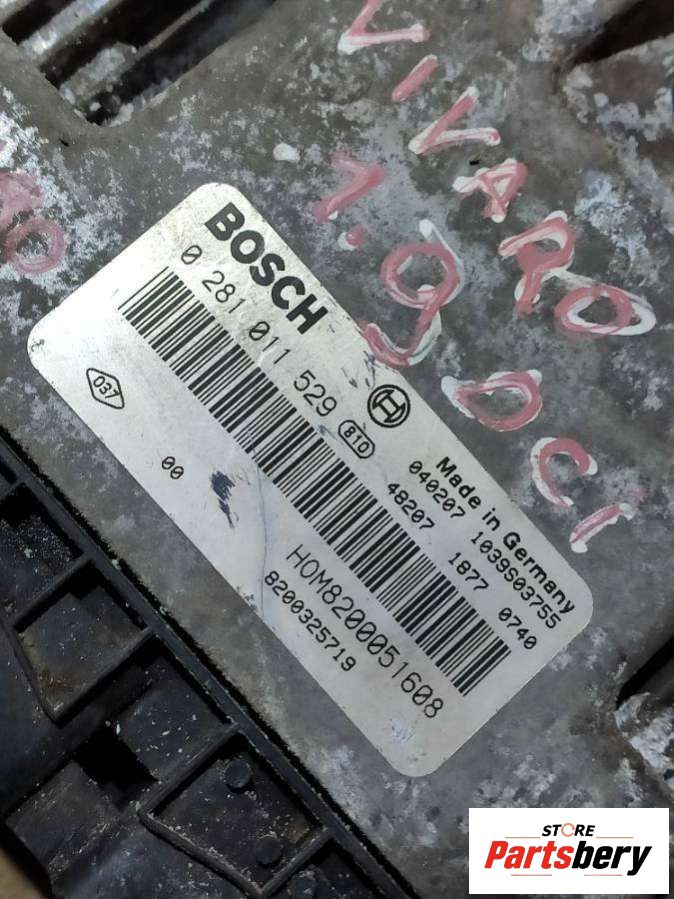 VIVARO
1.9 DCI
BOSCH
0 281 011 529
810
037
00
Made in Germany
040207 1039S03755
48207 1877 0740
HOM8200051608
8200325719
STORE
Partsbery